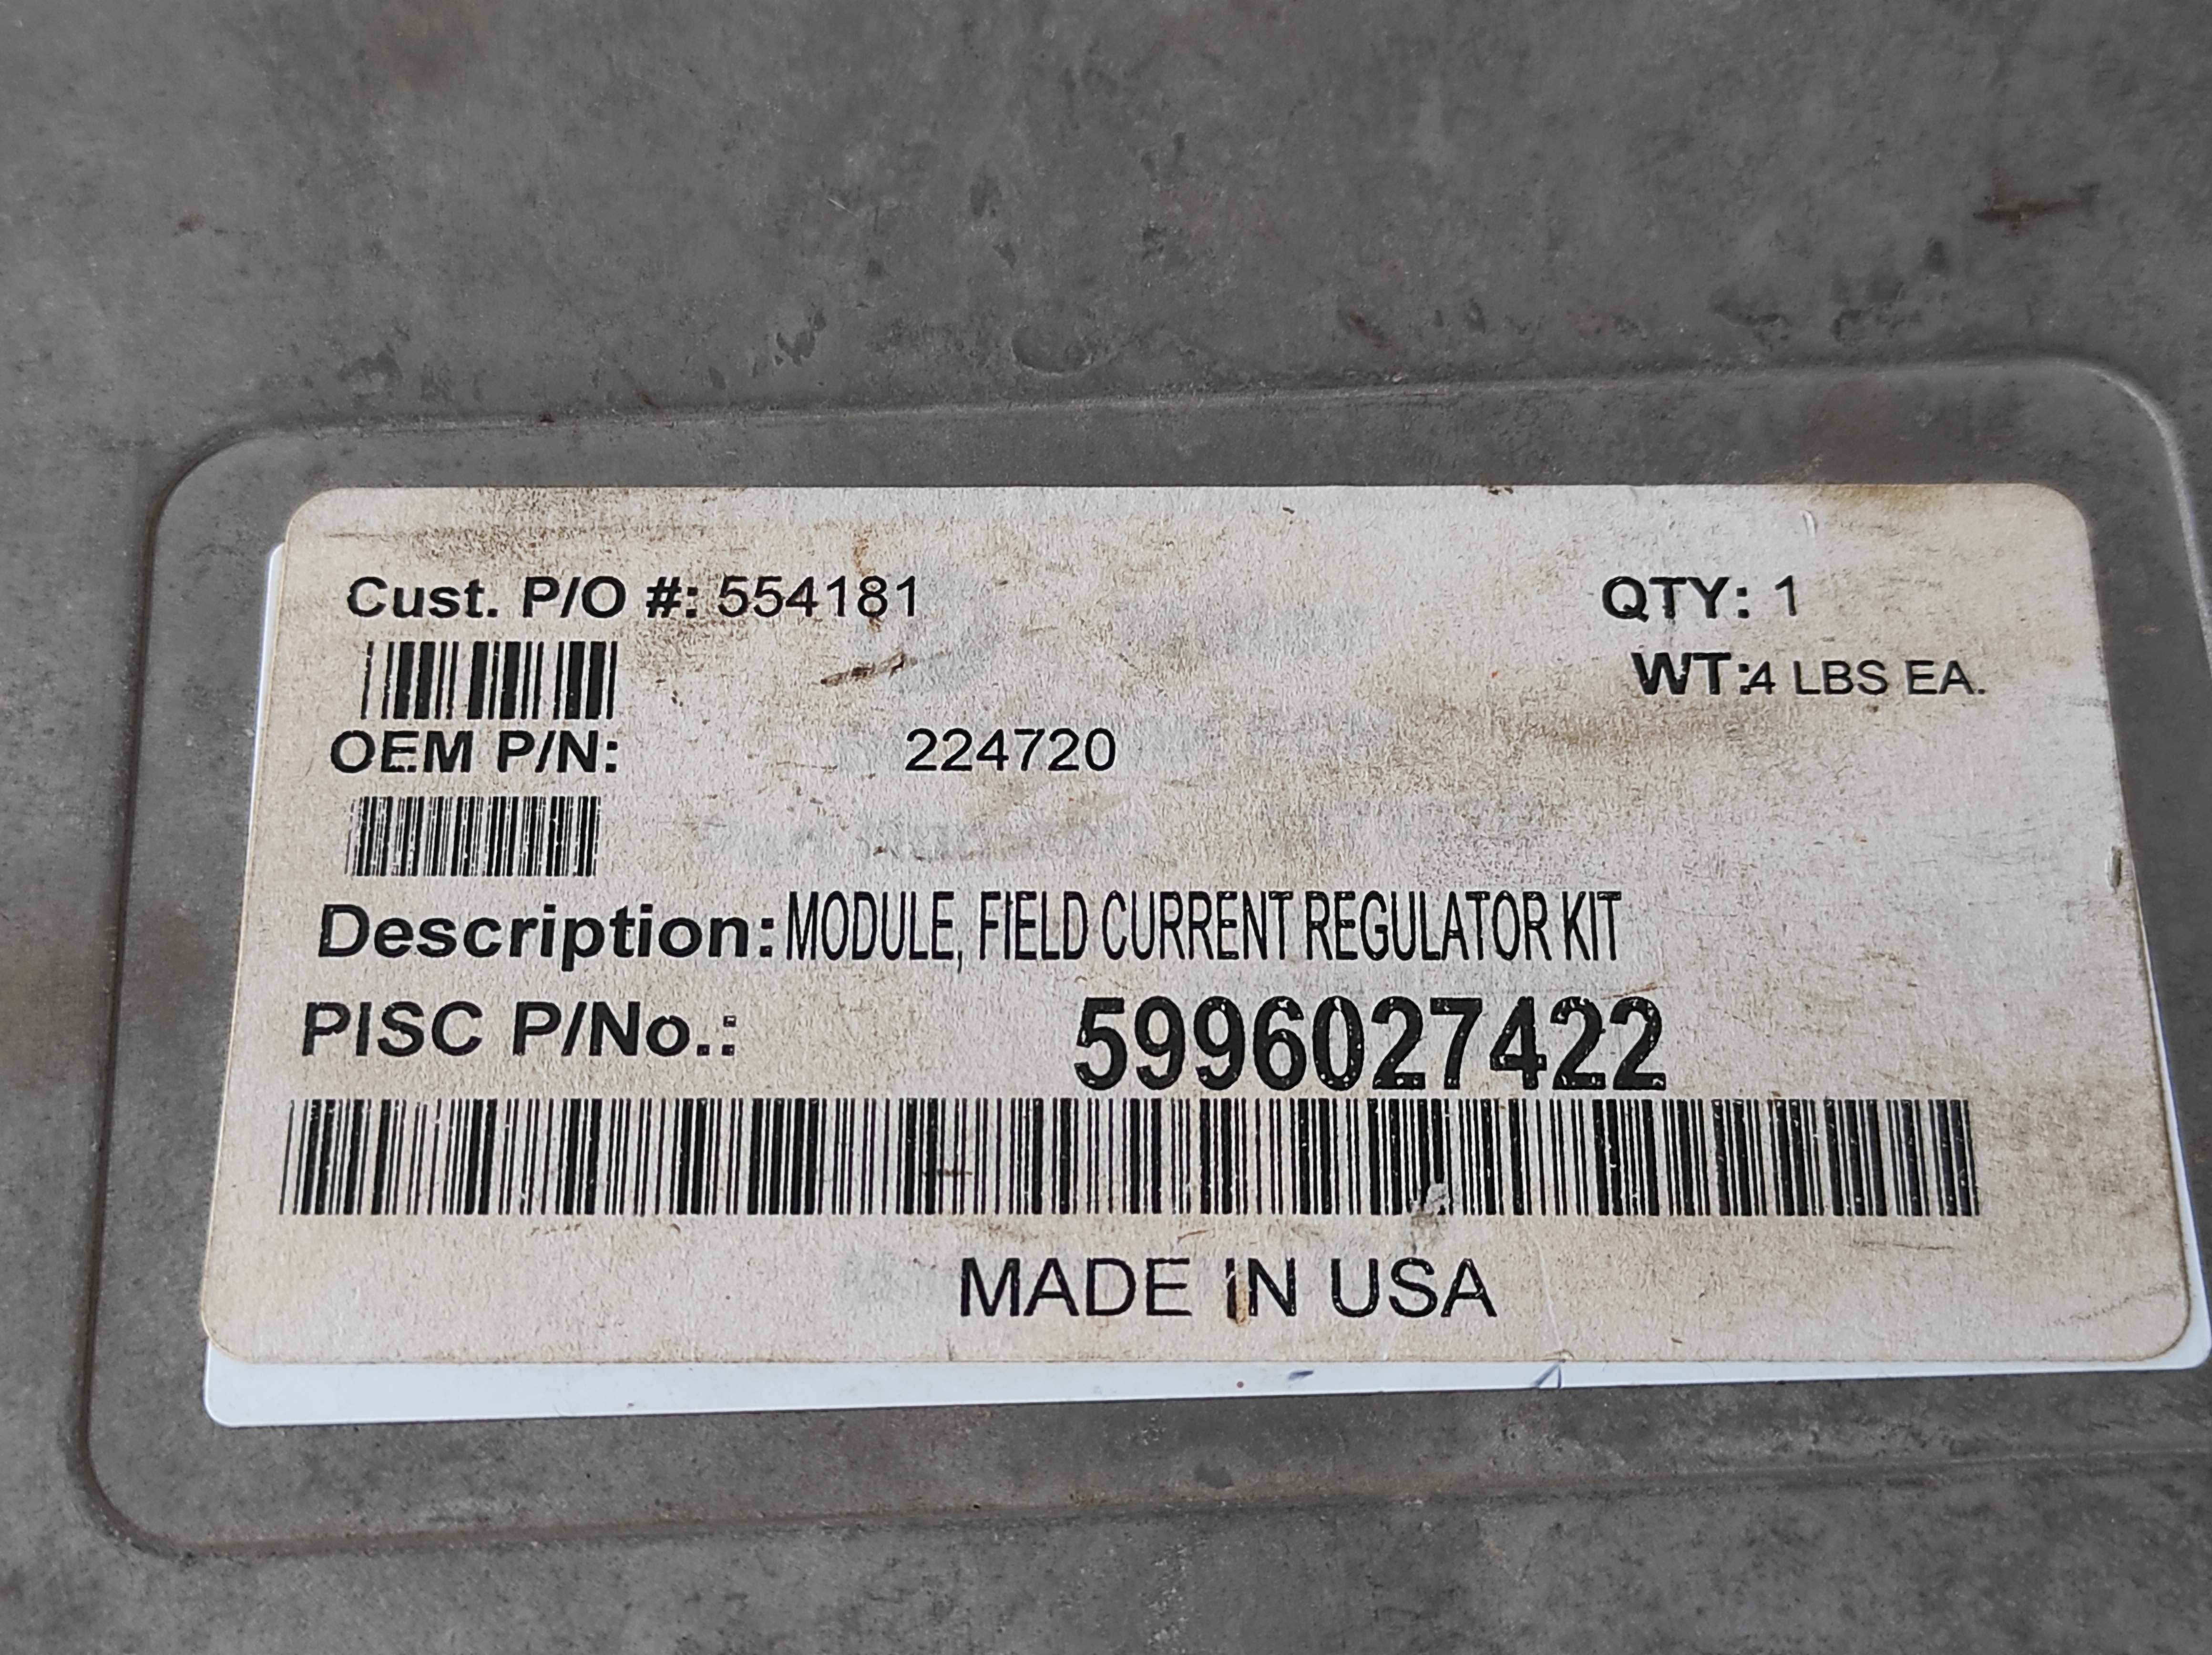 Cust. P/O #: 554181
QTY: 1
WT:4 LBS EA.
OEM P/N: 224720
Description: MODULE, FIELD CURRENT REGULATOR KIT
PISC P/No.: 5996027422
MADE IN USA